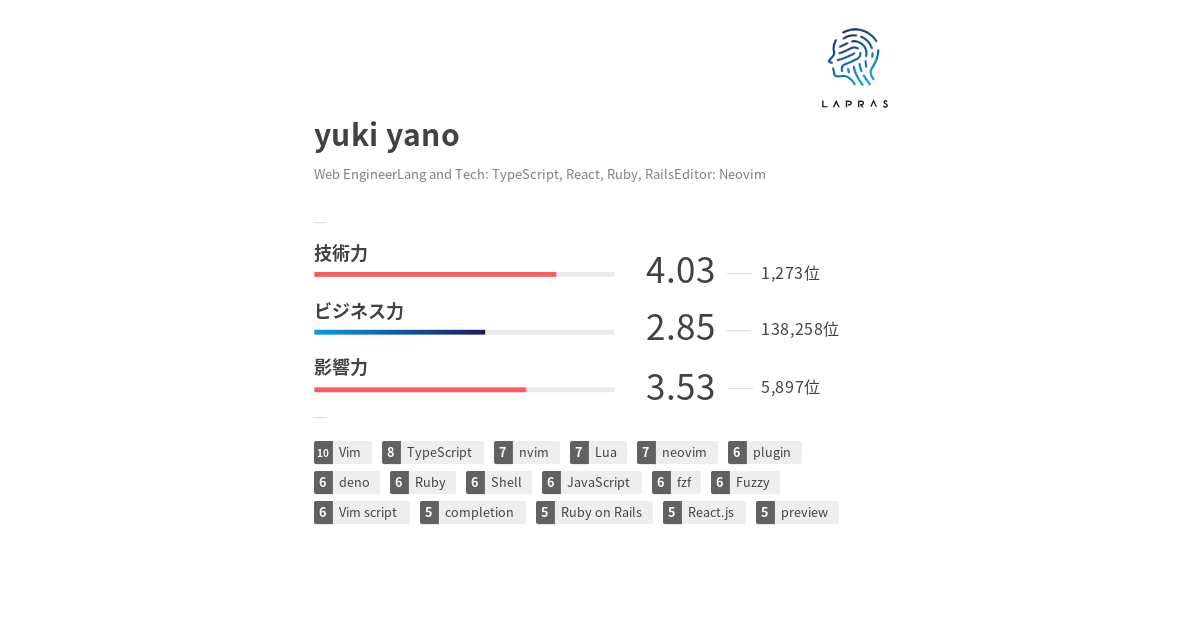 LAPRAS
yuki yano
Web EngineerLang and Tech: TypeScript, React, Ruby, RailsEditor: Neovim
技術力 4.03 1,273位
ビジネス力 2.85 138,258位
影響力 3.53 5,897位
10 Vim 8 TypeScript 7 nvim 7 Lua 7 neovim 6 plugin
6 deno 6 Ruby 6 Shell 6 JavaScript 6 fzf 6 Fuzzy
6 Vim script 5 completion 5 Ruby on Rails 5 React.js 5 preview